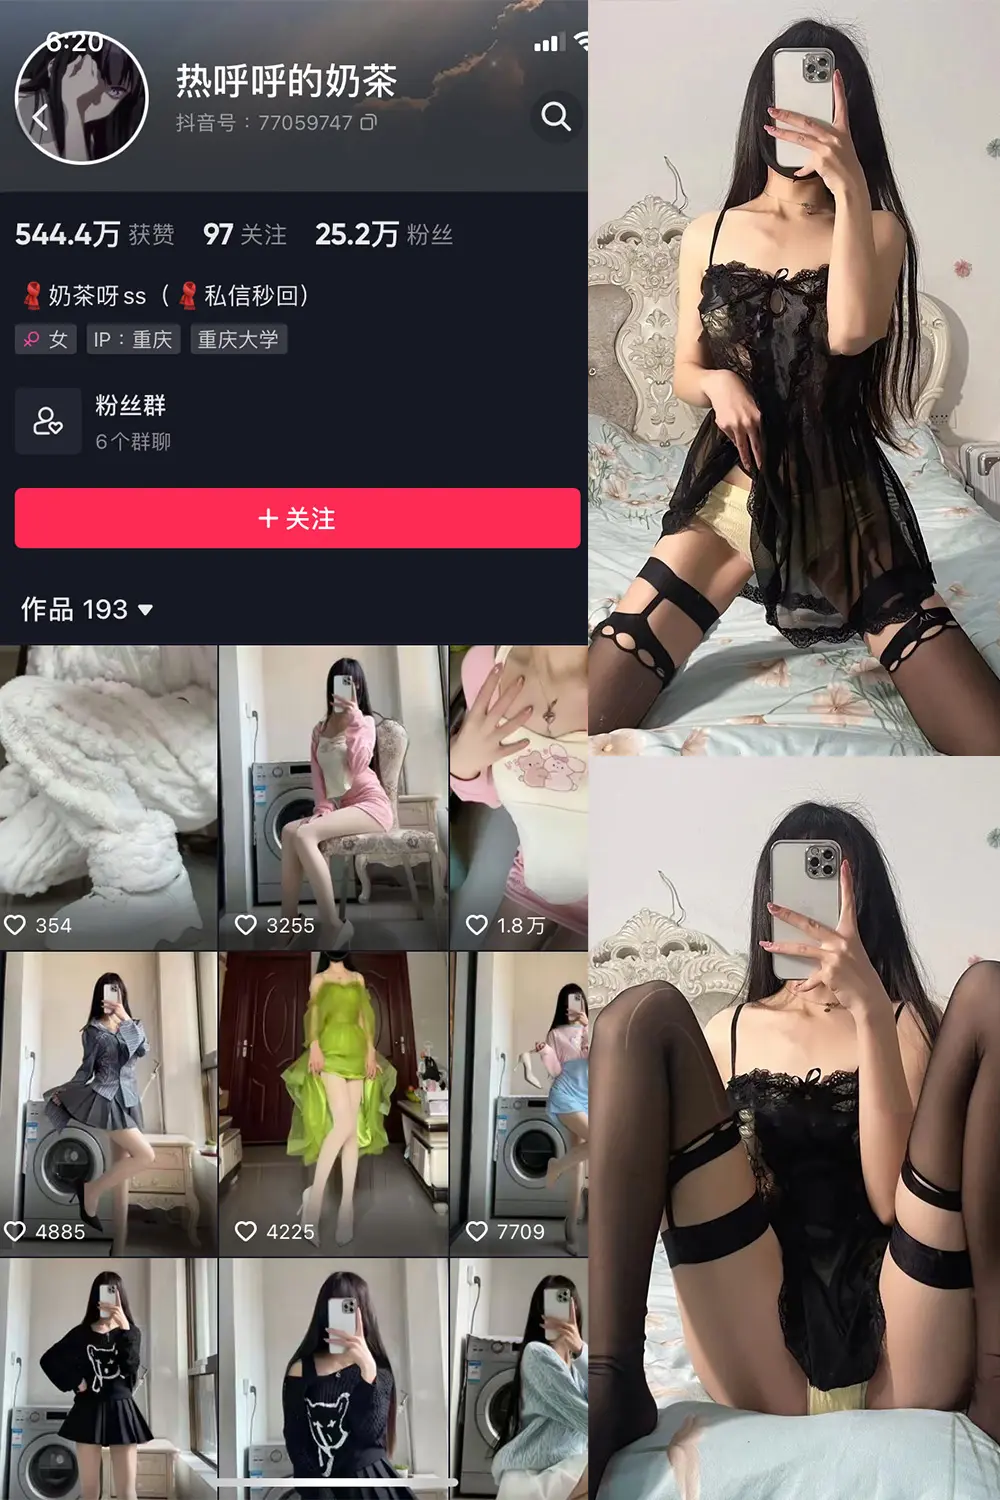 6:20
热呼呼的奶茶
抖音号：77059747
544.4万 获赞 97 关注 25.2万 粉丝
🧣奶茶呀ss（🧣私信秒回）
女 IP：重庆 重庆大学
粉丝群
6个群聊
+ 关注
作品 193
354 3255 1.8万
4885 4225 7709